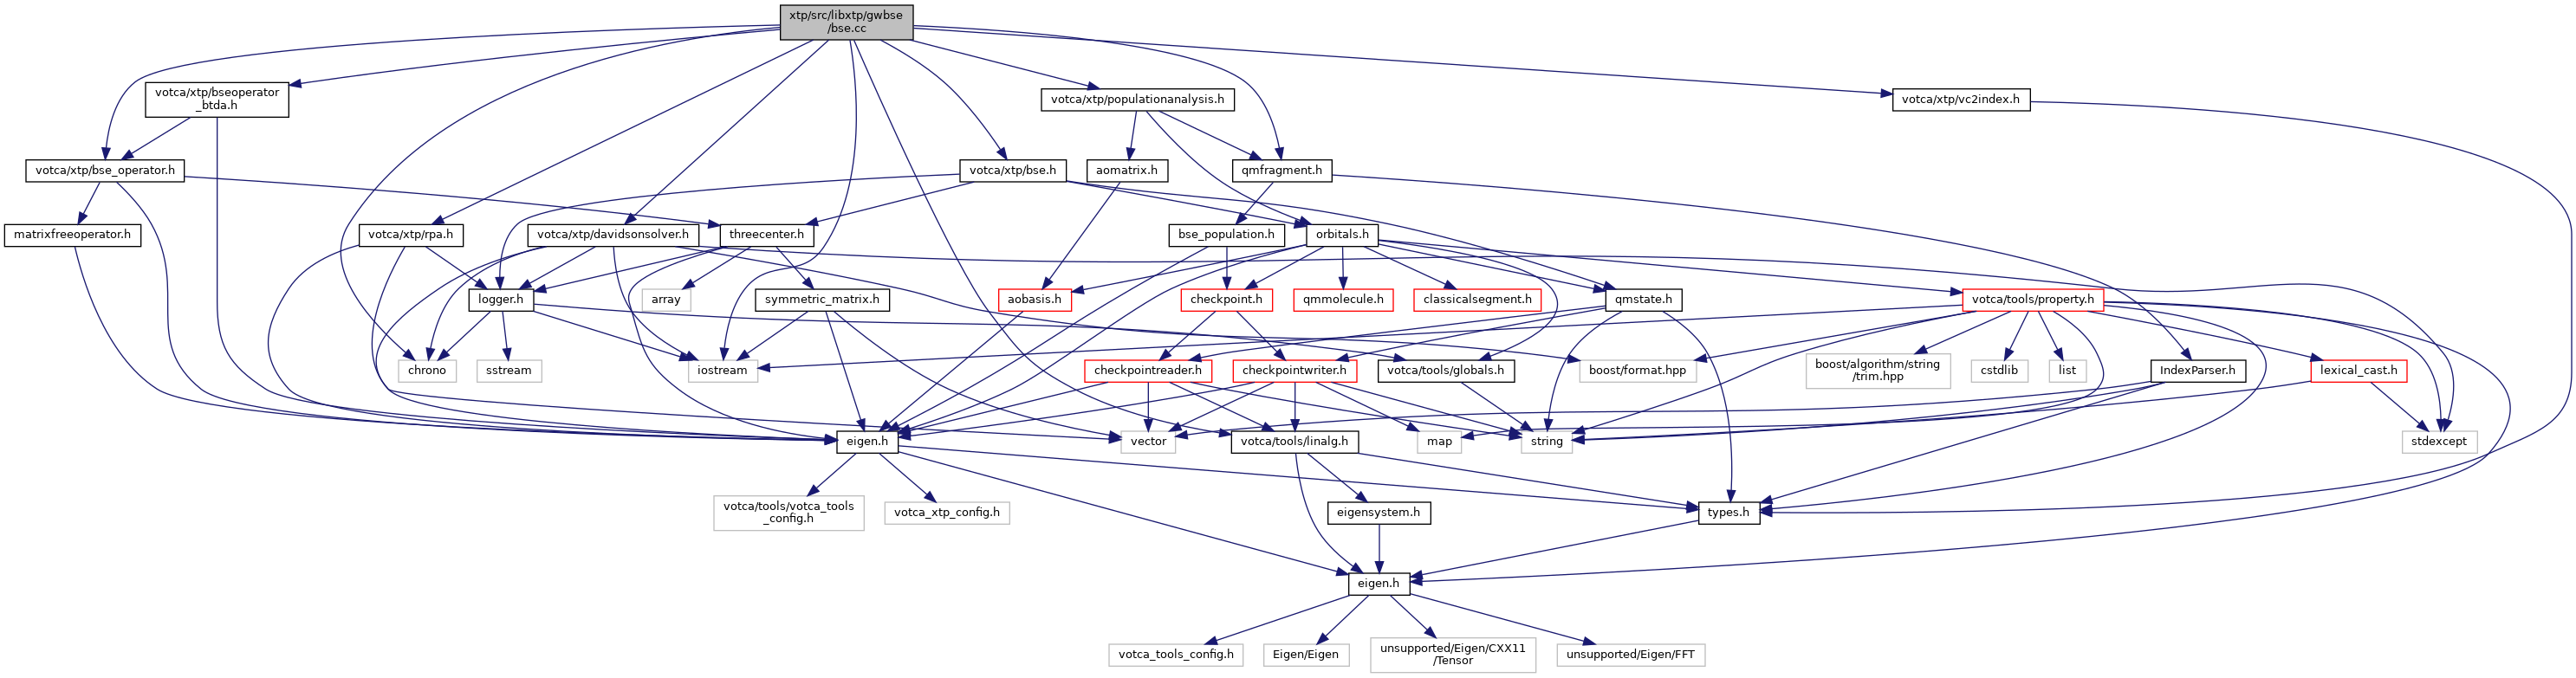 xtp/src/libxtp/gwbse
/bse.cc
votca/xtp/bseoperator
_btda.h
votca/xtp/populationanalysis.h
votca/xtp/vc2index.h
votca/xtp/bse_operator.h
votca/xtp/bse.h
aomatrix.h
qmfragment.h
matrixfreeoperator.h
votca/xtp/rpa.h
votca/xtp/davidsonsolver.h
threecenter.h
bse_population.h
orbitals.h
logger.h
array
symmetric_matrix.h
aobasis.h
checkpoint.h
qmmolecule.h
classicalsegment.h
qmstate.h
votca/tools/property.h
chrono
sstream
iostream
checkpointreader.h
checkpointwriter.h
votca/tools/globals.h
boost/format.hpp
boost/algorithm/string
/trim.hpp
cstdlib
list
IndexParser.h
lexical_cast.h
eigen.h
vector
votca/tools/linalg.h
map
string
stdexcept
votca/tools/votca_tools
_config.h
votca_xtp_config.h
eigensystem.h
types.h
eigen.h
votca_tools_config.h
Eigen/Eigen
unsupported/Eigen/CXX11
/Tensor
unsupported/Eigen/FFT